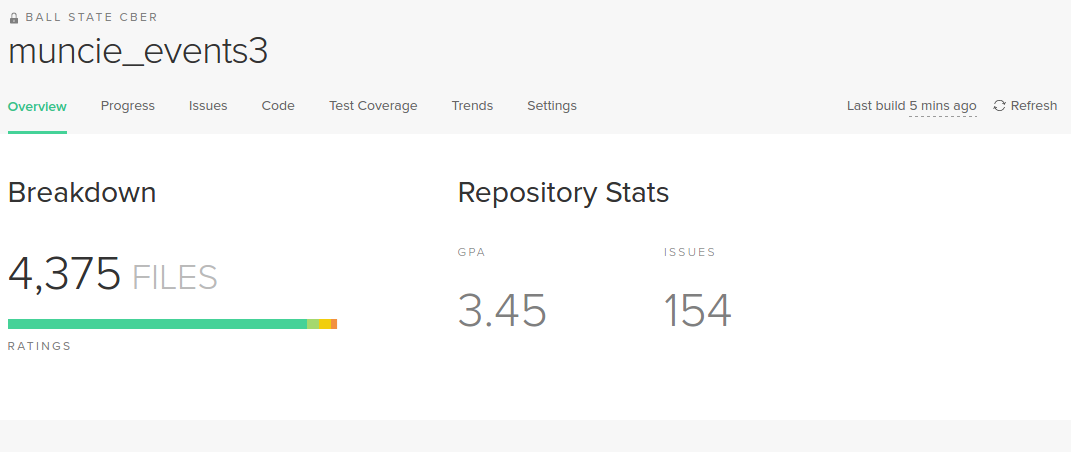 BALL STATE CBER
muncie_events3
Overview Progress Issues Code Test Coverage Trends Settings Last build 5 mins ago Refresh
Breakdown Repository Stats
GPA ISSUES
4,375 FILES
3.45 154
RATINGS